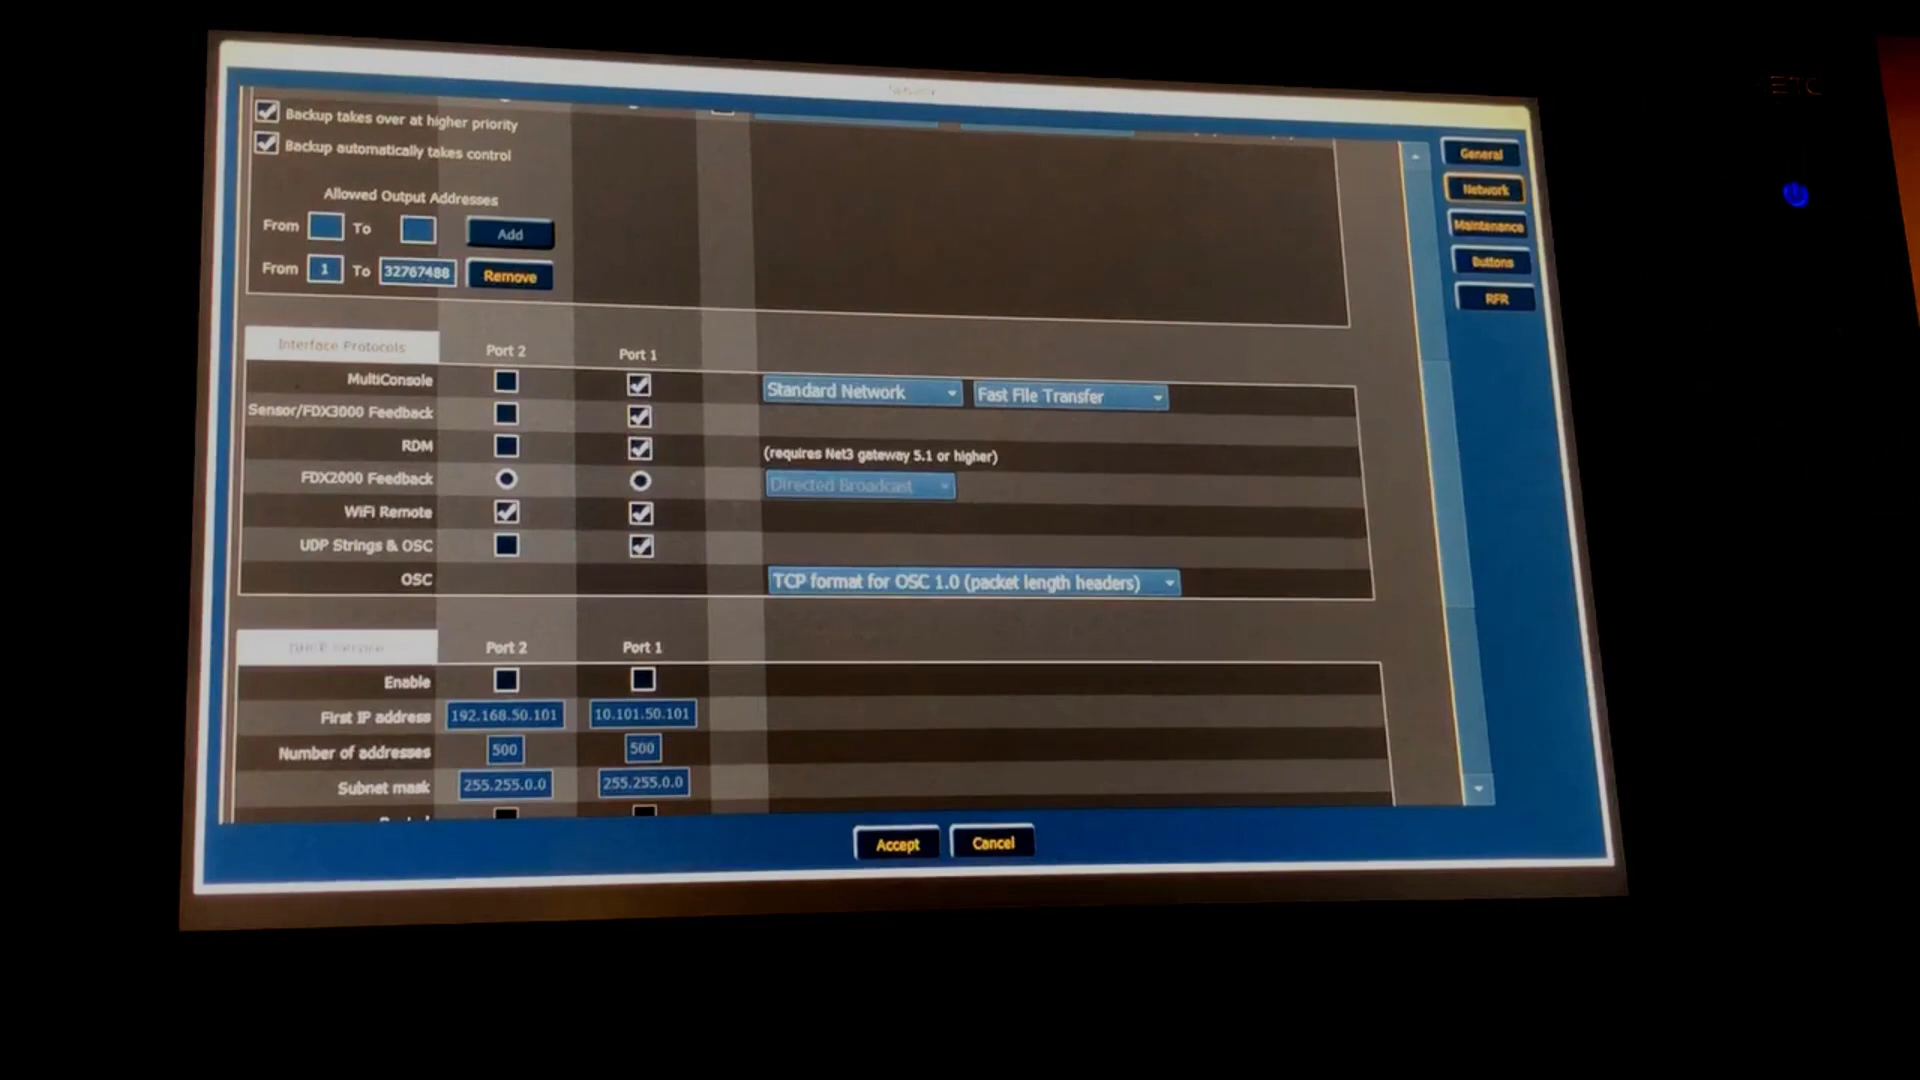 Network
ETC
Backup takes over at higher priority
Backup automatically takes control
Allowed Output Addresses
From To Add
From 1 To 32767488 Remove
General
Network
Maintenance
Buttons
RFR
Interface Protocols Port 2 Port 1
MultiConsole Standard Network Fast File Transfer
Sensor/FDX3000 Feedback
RDM (requires Net3 gateway 5.1 or higher)
FDX2000 Feedback Directed Broadcast
WiFi Remote
UDP Strings & OSC
OSC TCP format for OSC 1.0 (packet length headers)
Port 2 Port 1
Enable
First IP address 192.168.50.101 10.101.50.101
Number of addresses 500 500
Subnet mask 255.255.0.0 255.255.0.0
Accept Cancel